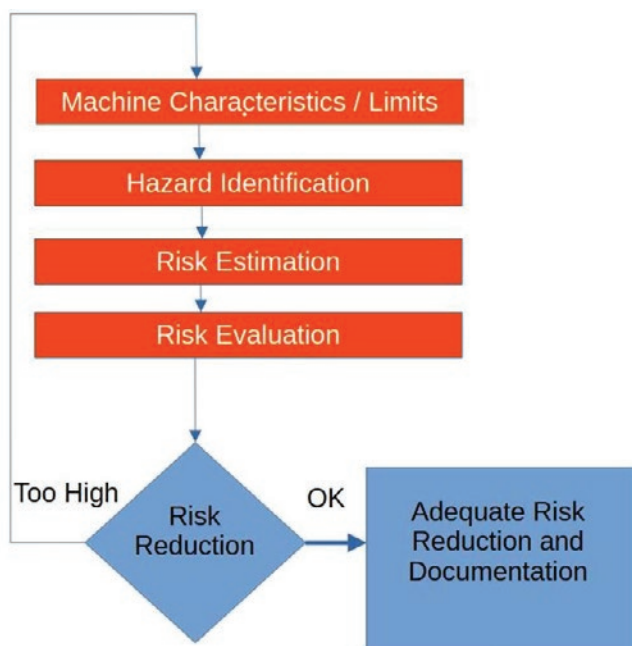 Machine Characteristics / Limits
Hazard Identification
Risk Estimation
Risk Evaluation
Too High
Risk
Reduction
OK
Adequate Risk
Reduction and
Documentation